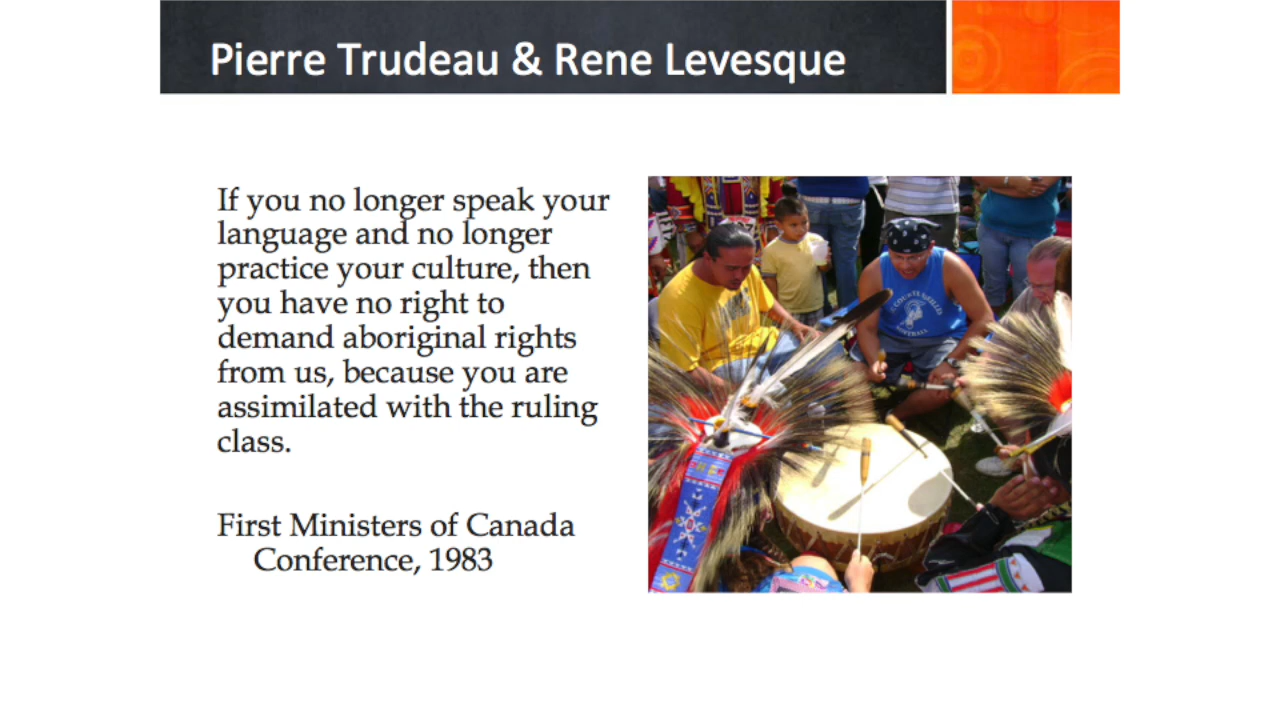 Pierre Trudeau & Rene Levesque
If you no longer speak your
language and no longer
practice your culture, then
you have no right to
demand aboriginal rights
from us, because you are
assimilated with the ruling
class.
First Ministers of Canada
Conference, 1983